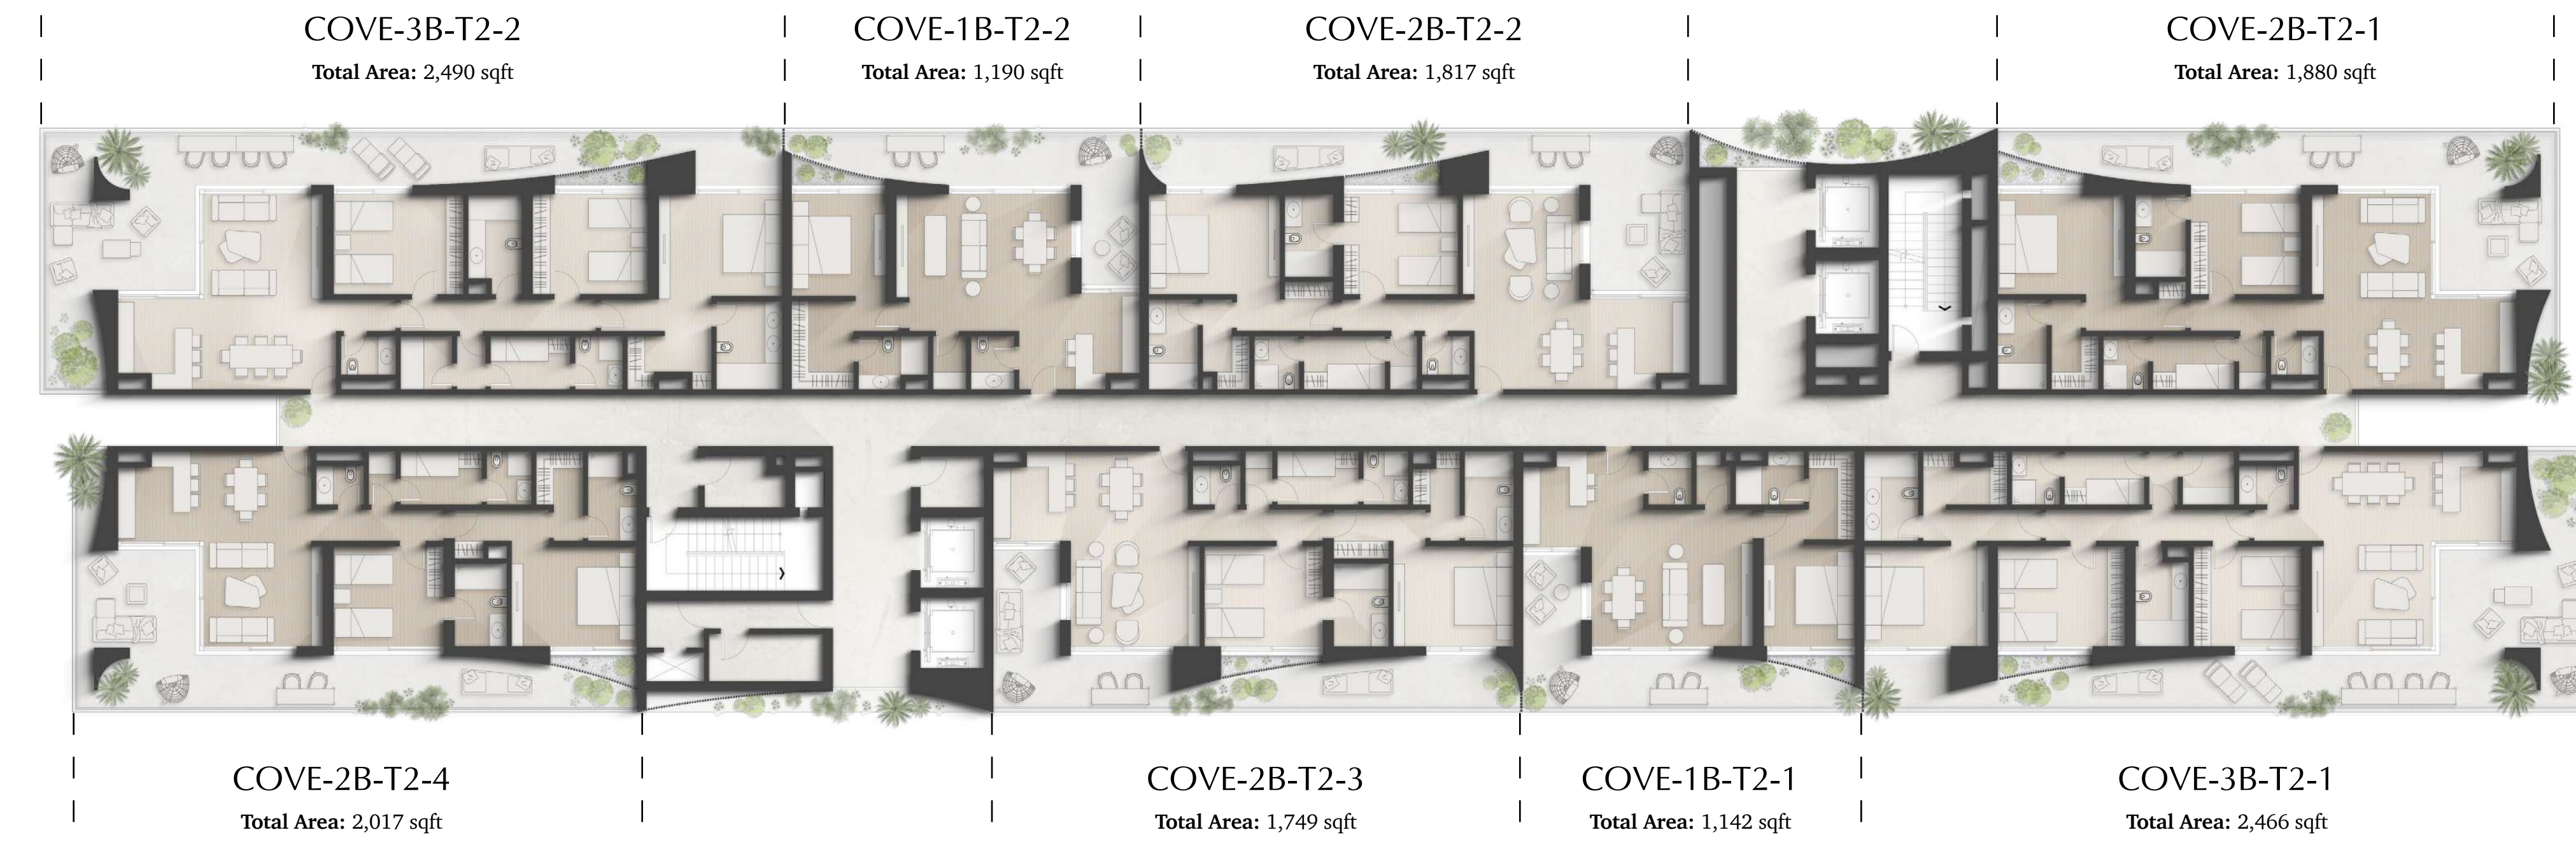 COVE-3B-T2-2
Total Area: 2,490 sqft
COVE-1B-T2-2
Total Area: 1,190 sqft
COVE-2B-T2-2
Total Area: 1,817 sqft
COVE-2B-T2-1
Total Area: 1,880 sqft
COVE-2B-T2-4
Total Area: 2,017 sqft
COVE-2B-T2-3
Total Area: 1,749 sqft
COVE-1B-T2-1
Total Area: 1,142 sqft
COVE-3B-T2-1
Total Area: 2,466 sqft